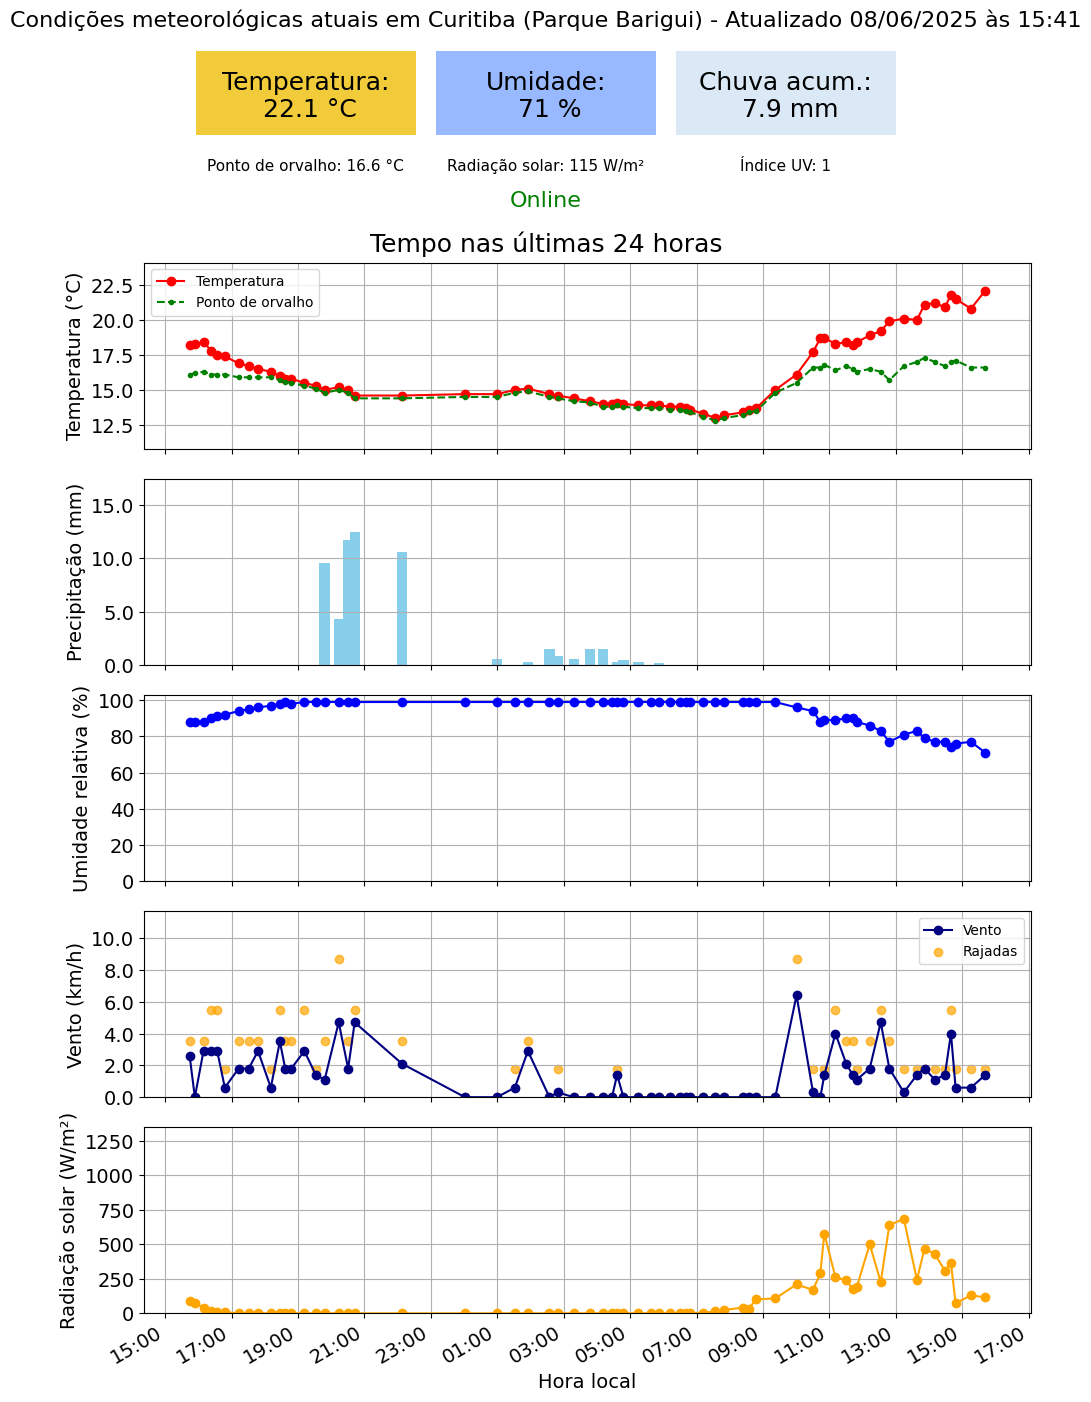 Condições meteorológicas atuais em Curitiba (Parque Barigui) - Atualizado 08/06/2025 às 15:41
Temperatura:
22.1 °C
Umidade:
71 %
Chuva acum.:
7.9 mm
Ponto de orvalho: 16.6 °C
Radiação solar: 115 W/m²
Índice UV: 1
Online
Tempo nas últimas 24 horas
Temperatura (°C)
22.5
20.0
17.5
15.0
12.5
Temperatura
Ponto de orvalho
Precipitação (mm)
15.0
10.0
5.0
0.0
Umidade relativa (%)
100
80
60
40
20
0
Vento (km/h)
10.0
8.0
6.0
4.0
2.0
0.0
Vento
Rajadas
Radiação solar (W/m²)
1250
1000
750
500
250
0
15:00
17:00
19:00
21:00
23:00
01:00
03:00
05:00
07:00
09:00
11:00
13:00
15:00
17:00
Hora local